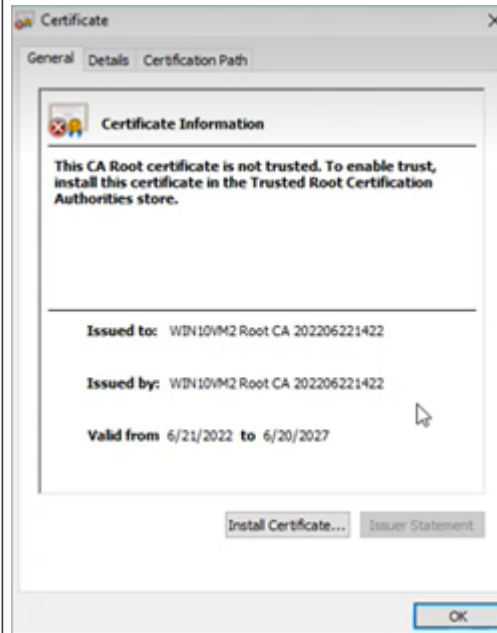 Certificate
General Details Certification Path
Certificate Information
This CA Root certificate is not trusted. To enable trust,
install this certificate in the Trusted Root Certification
Authorities store.
Issued to: WIN10VM2 Root CA 202206221422
Issued by: WIN10VM2 Root CA 202206221422
Valid from 6/21/2022 to 6/20/2027
Install Certificate... Issuer Statement
OK